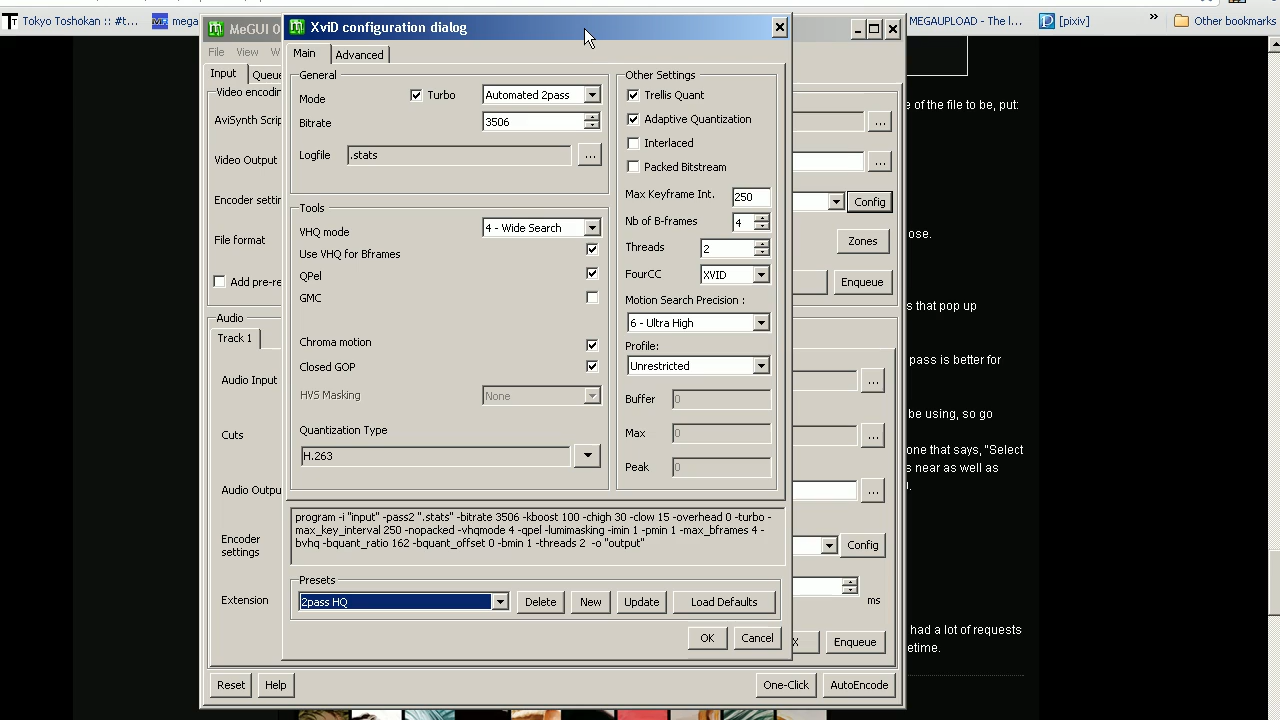 Tokyo Toshokan :: #t...
mega
MEGAUPLOAD - The l...
[pixiv]
»
Other bookmarks
MeGUI 0
XviD configuration dialog
File View W
Main Advanced
Input Queue
General
Mode
Turbo
Automated 2pass
Bitrate
3506
Logfile
.stats
...
Other Settings
Trellis Quant
Adaptive Quantization
Interlaced
Packed Bitstream
Max Keyframe Int.
250
Nb of B-frames
4
Threads
2
FourCC
XVID
Motion Search Precision :
6 - Ultra High
Profile:
Unrestricted
Buffer
0
Max
0
Peak
0
Tools
VHQ mode
4 - Wide Search
Use VHQ for Bframes
QPel
GMC
Chroma motion
Closed GOP
HVS Masking
None
Quantization Type
H.263
program -i "input" -pass2 ".stats" -bitrate 3506 -kboost 100 -chigh 30 -clow 15 -overhead 0 -turbo -
max_key_interval 250 -nopacked -vhqmode 4 -qpel -lumimasking -imin 1 -pmin 1 -max_bframes 4 -
bvhq -bquant_ratio 162 -bquant_offset 0 -bmin 1 -threads 2 -o "output"
Presets
2pass HQ
Delete
New
Update
Load Defaults
OK
Cancel
Video encodin
AviSynth Scrip
Video Output
Encoder settin
File format
Add pre-re
Audio
Track 1
Audio Input
Cuts
Audio Outpu
Encoder
settings
Extension
...
...
Config
Zones
Enqueue
...
...
...
Config
ms
X
Enqueue
Reset
Help
One-Click
AutoEncode
e of the file to be, put:
ose.
s that pop up
pass is better for
be using, so go
one that says, "Select
s near as well as
had a lot of requests
etime.